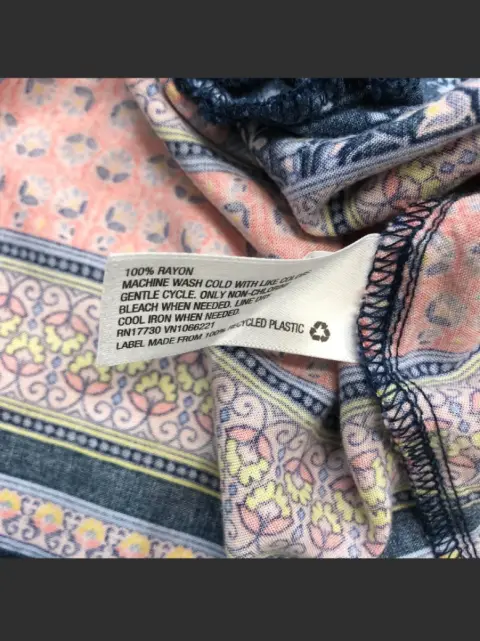 100% RAYON
MACHINE WASH COLD WITH LIKE COLORS
GENTLE CYCLE. ONLY NON-CHLORINE
BLEACH WHEN NEEDED. LINE DRY
COOL IRON WHEN NEEDED.
RN17730 VN1066221
LABEL MADE FROM 100% RECYCLED PLASTIC